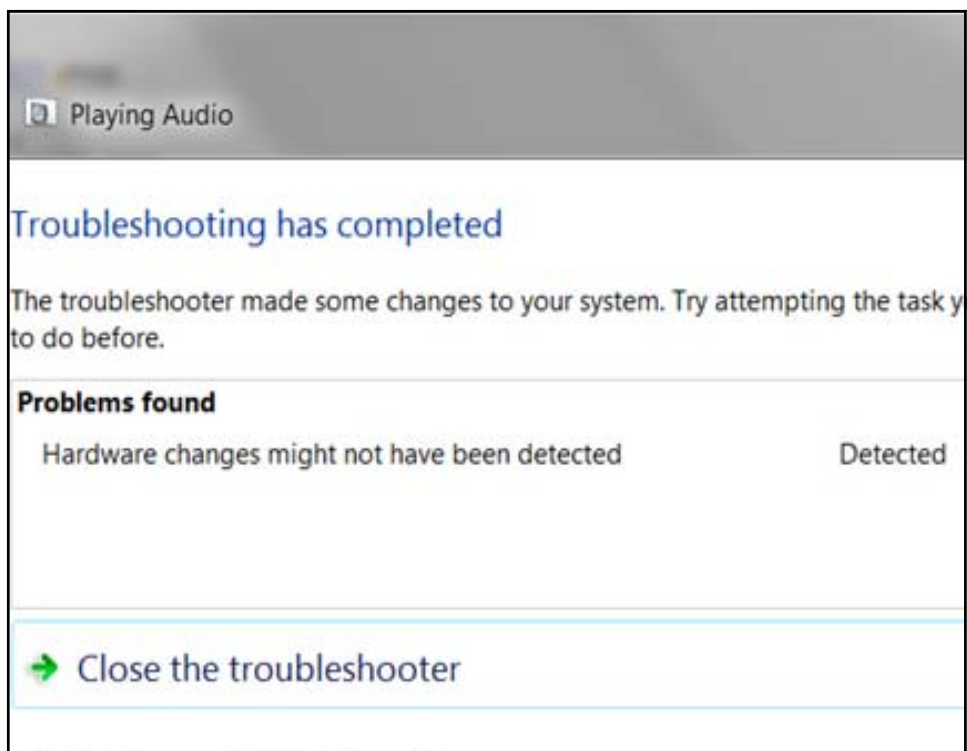 Playing Audio
Troubleshooting has completed
The troubleshooter made some changes to your system. Try attempting the task y
to do before.
Problems found
Hardware changes might not have been detected Detected
Close the troubleshooter